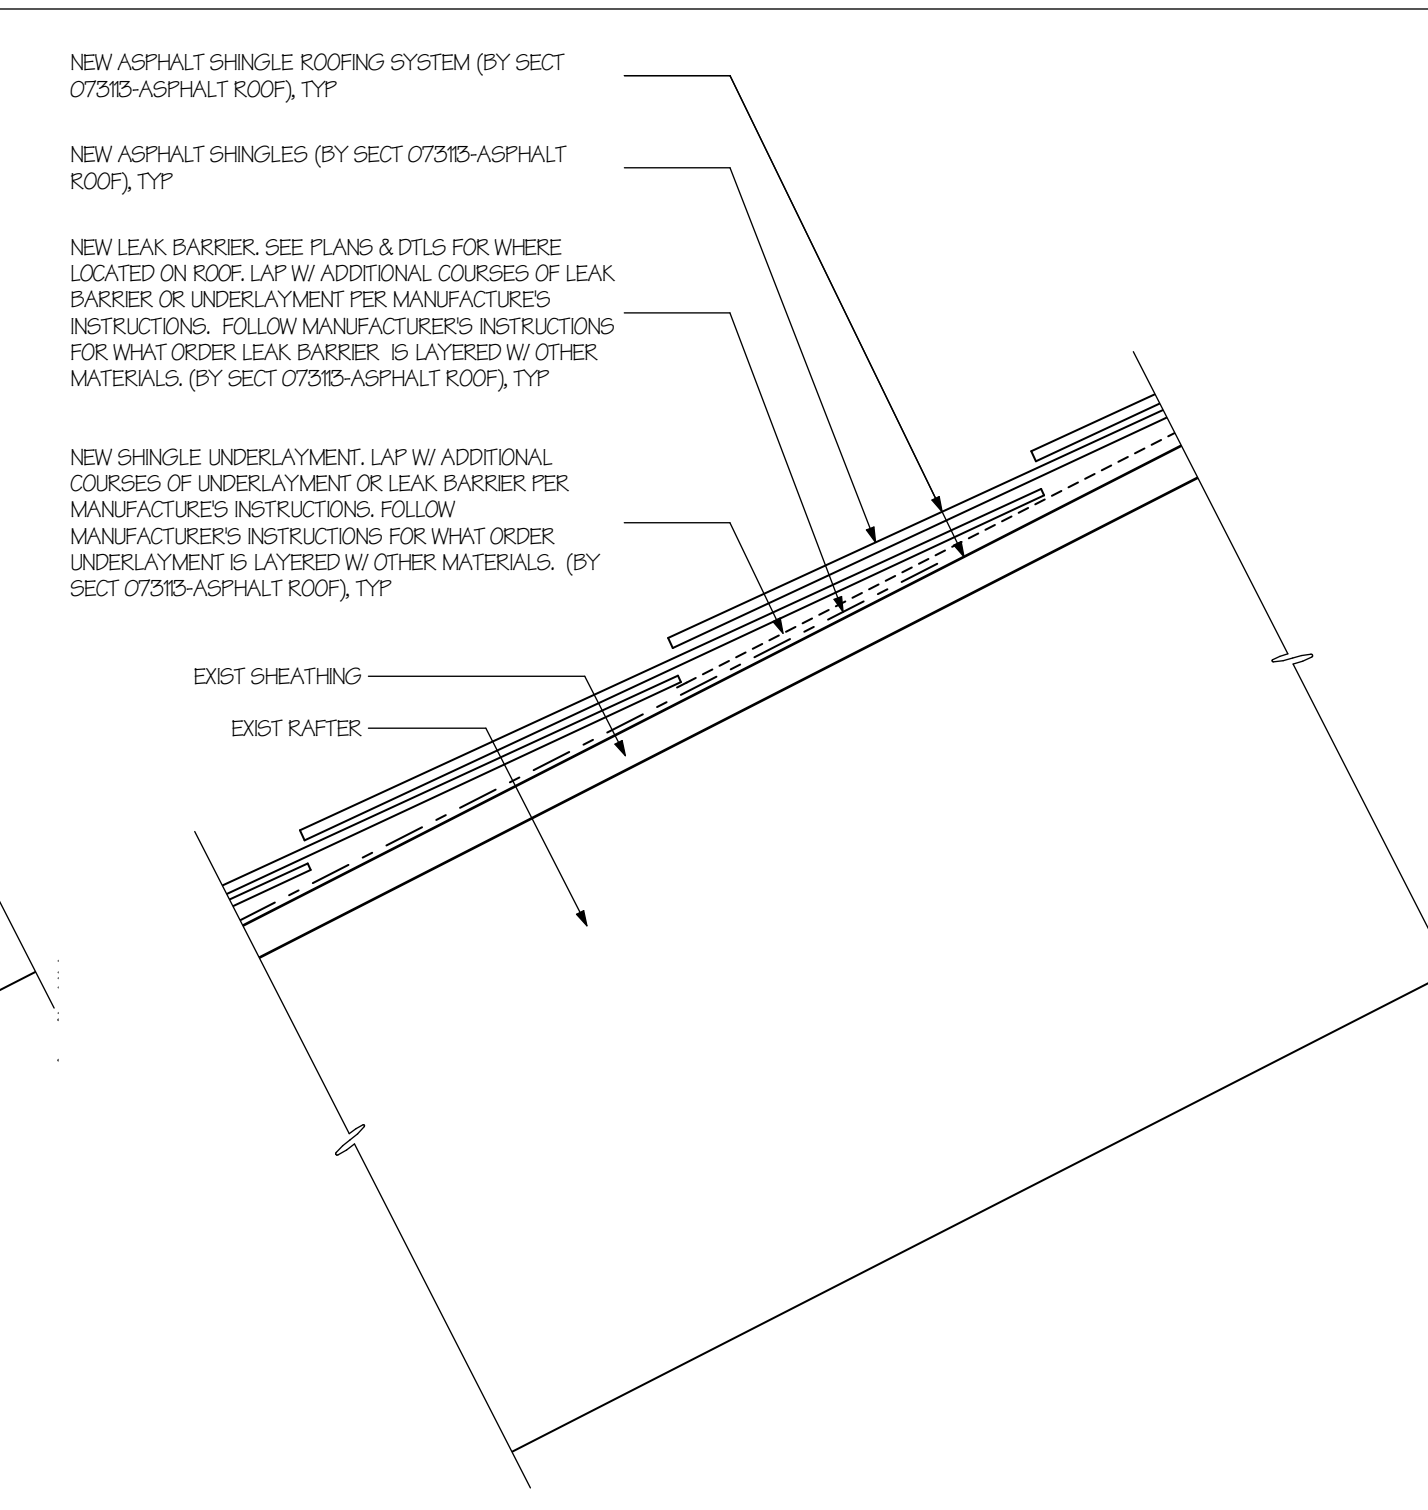 NEW ASPHALT SHINGLE ROOFING SYSTEM (BY SECT
073113-ASPHALT ROOF), TYP
NEW ASPHALT SHINGLES (BY SECT 073113-ASPHALT
ROOF), TYP
NEW LEAK BARRIER. SEE PLANS & DTLS FOR WHERE
LOCATED ON ROOF. LAP W/ ADDITIONAL COURSES OF LEAK
BARRIER OR UNDERLAYMENT PER MANUFACTURE'S
INSTRUCTIONS. FOLLOW MANUFACTURER'S INSTRUCTIONS
FOR WHAT ORDER LEAK BARRIER IS LAYERED W/ OTHER
MATERIALS. (BY SECT 073113-ASPHALT ROOF), TYP
NEW SHINGLE UNDERLAYMENT. LAP W/ ADDITIONAL
COURSES OF UNDERLAYMENT OR LEAK BARRIER PER
MANUFACTURE'S INSTRUCTIONS. FOLLOW
MANUFACTURER'S INSTRUCTIONS FOR WHAT ORDER
UNDERLAYMENT IS LAYERED W/ OTHER MATERIALS. (BY
SECT 073113-ASPHALT ROOF), TYP
EXIST SHEATHING
EXIST RAFTER